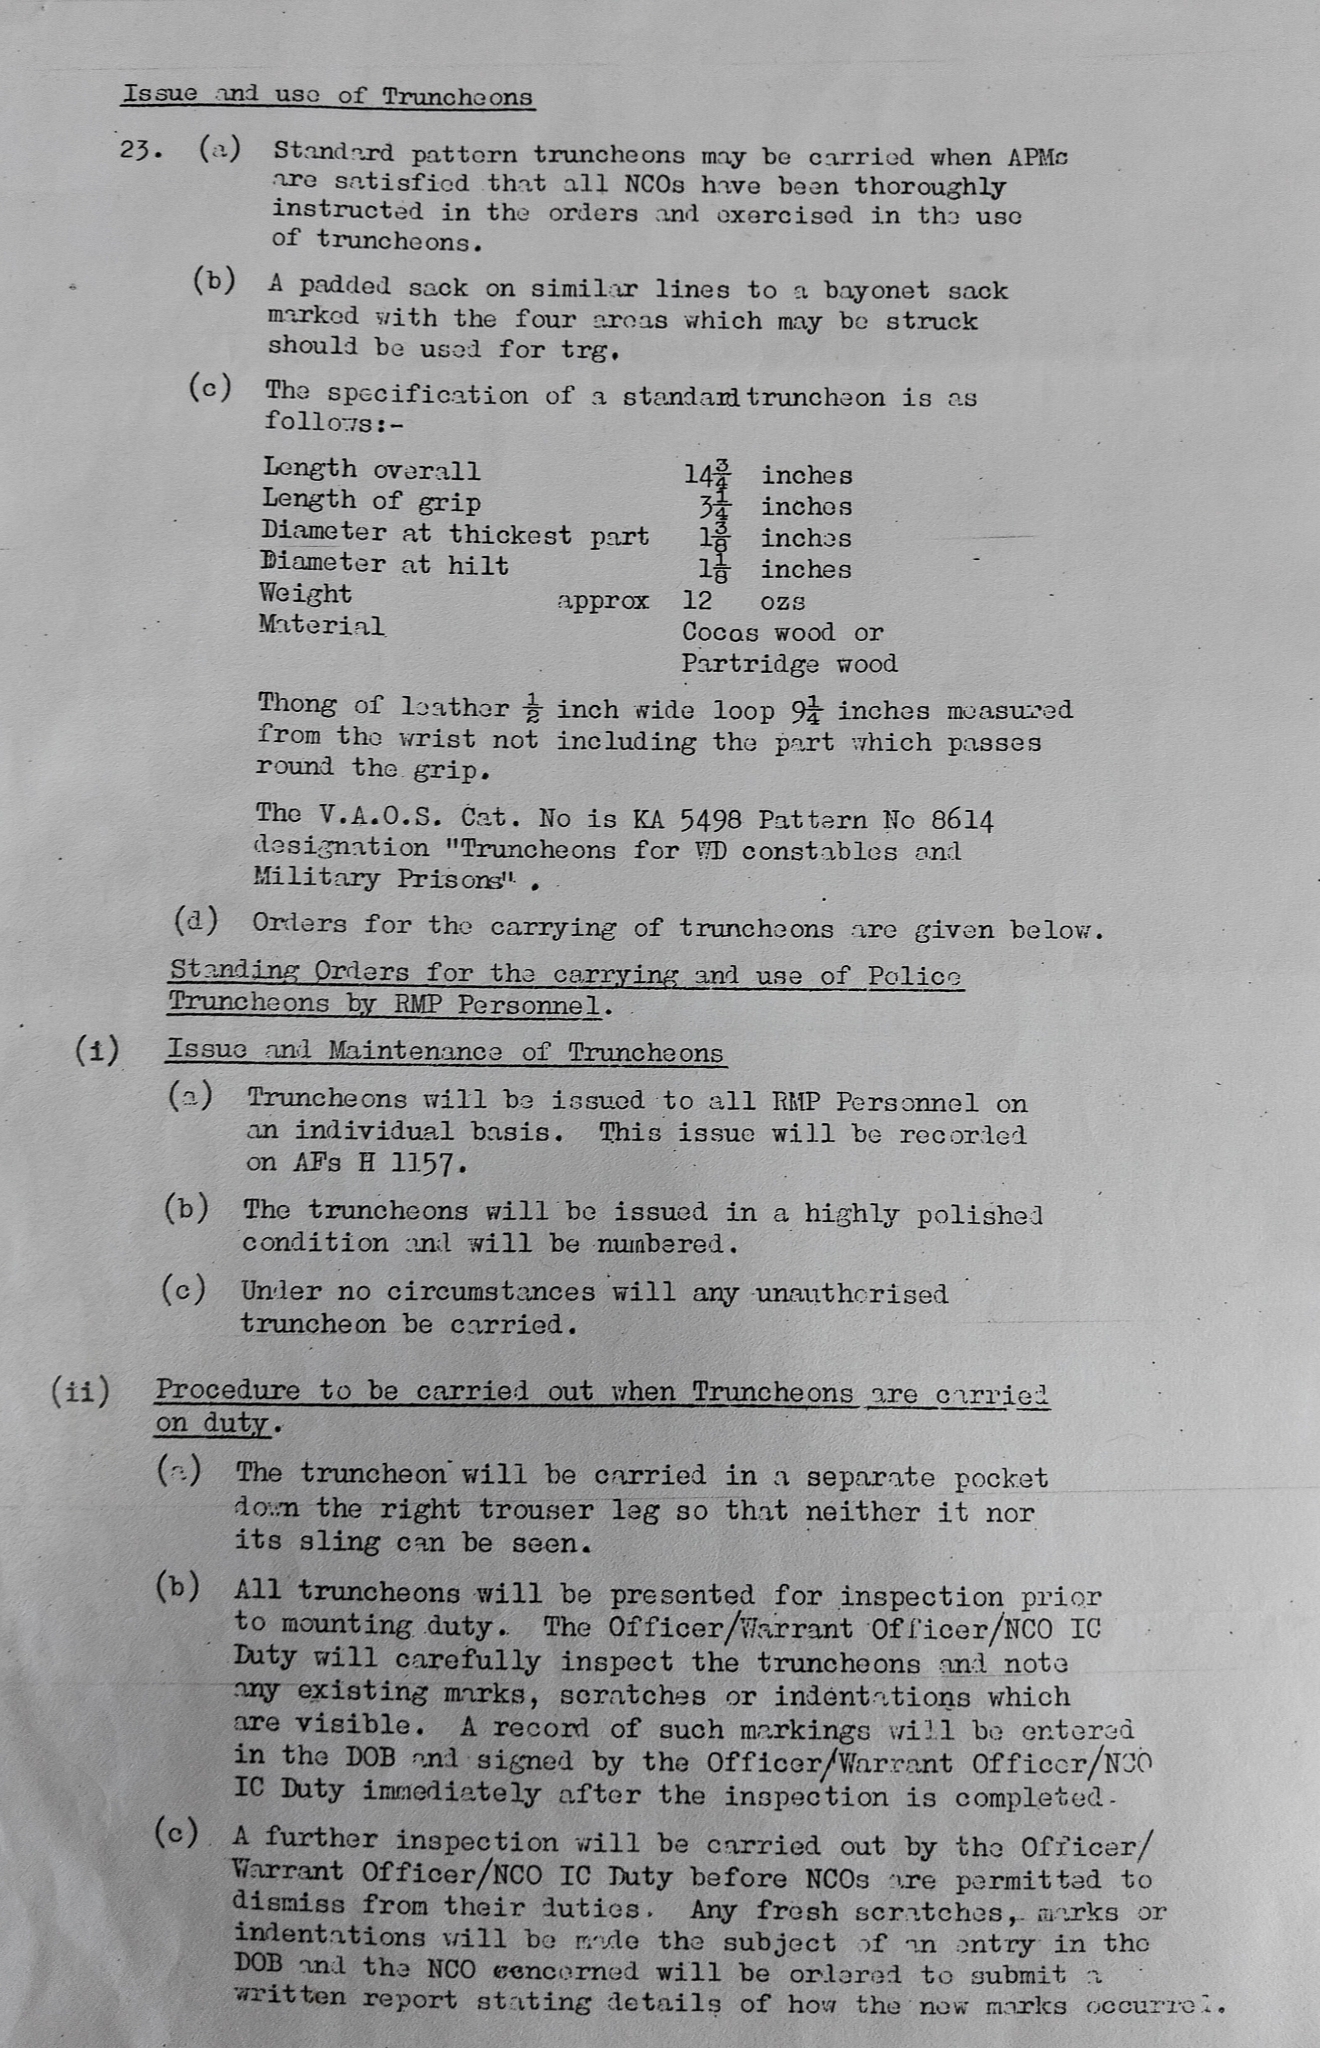 Issue and use of Truncheons
23. (a) Standard pattern truncheons may be carried when APMs
are satisfied that all NCOs have been thoroughly
instructed in the orders and exercised in the use
of truncheons.
(b) A padded sack on similar lines to a bayonet sack
marked with the four areas which may be struck
should be used for trg.
(c) The specification of a standard truncheon is as
follows:-
Length overall 14¾ inches
Length of grip 3¼ inches
Diameter at thickest part 1⅜ inches
Diameter at hilt 1⅛ inches
Weight approx 12 ozs
Material Cocos wood or
Partridge wood
Thong of leather ½ inch wide loop 9¼ inches measured
from the wrist not including the part which passes
round the grip.
The V.A.O.S. Cat. No is KA 5498 Pattern No 8614
designation "Truncheons for WD constables and
Military Prisons".
(d) Orders for the carrying of truncheons are given below.
Standing Orders for the carrying and use of Police
Truncheons by RMP Personnel.
(i) Issue and Maintenance of Truncheons
(a) Truncheons will be issued to all RMP Personnel on
an individual basis. This issue will be recorded
on AFs H 1157.
(b) The truncheons will be issued in a highly polished
condition and will be numbered.
(c) Under no circumstances will any unauthorised
truncheon be carried.
(ii) Procedure to be carried out when Truncheons are carried
on duty.
(a) The truncheon will be carried in a separate pocket
down the right trouser leg so that neither it nor
its sling can be seen.
(b) All truncheons will be presented for inspection prior
to mounting duty. The Officer/Warrant Officer/NCO IC
Duty will carefully inspect the truncheons and note
any existing marks, scratches or indentations which
are visible. A record of such markings will be entered
in the DOB and signed by the Officer/Warrant Officer/NCO
IC Duty immediately after the inspection is completed.
(c) A further inspection will be carried out by the Officer/
Warrant Officer/NCO IC Duty before NCOs are permitted to
dismiss from their duties. Any fresh scratches, marks or
indentations will be made the subject of an entry in the
DOB and the NCO concerned will be ordered to submit a
written report stating details of how the new marks occurred.